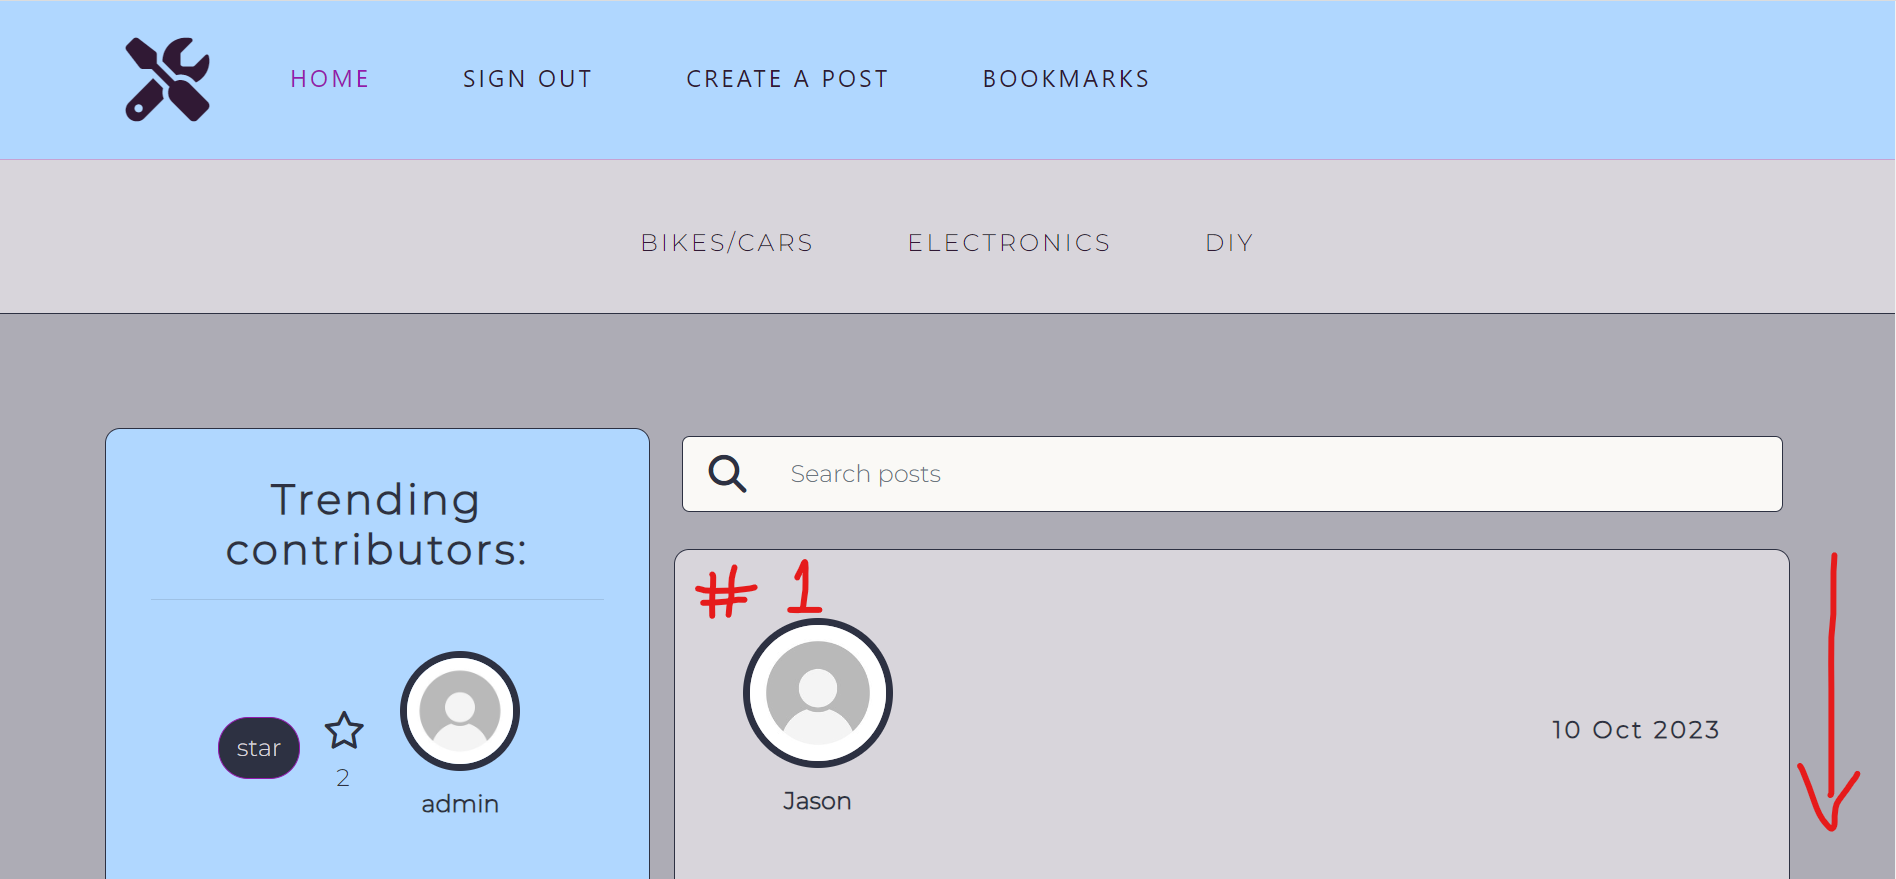 HOME SIGN OUT CREATE A POST BOOKMARKS
BIKES/CARS ELECTRONICS DIY
Trending
contributors:
star
2
admin
Search posts
# 1
Jason
10 Oct 2023